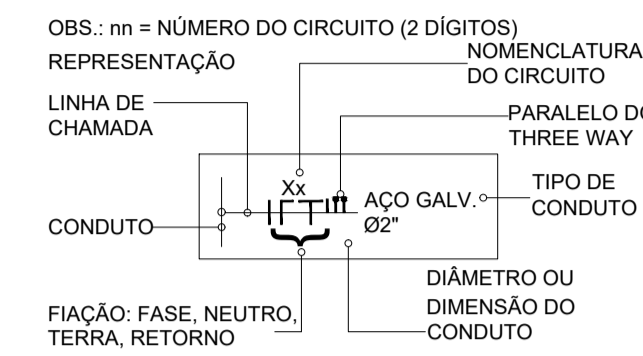 OBS.: nn = NÚMERO DO CIRCUITO (2 DÍGITOS)
REPRESENTAÇÃO
NOMENCLATURA
DO CIRCUITO
LINHA DE
CHAMADA
PARALELO DO
THREE WAY
Xx
AÇO GALV.
Ø2"
TIPO DE
CONDUTO
CONDUTO
DIÂMETRO OU
DIMENSÃO DO
CONDUTO
FIAÇÃO: FASE, NEUTRO,
TERRA, RETORNO